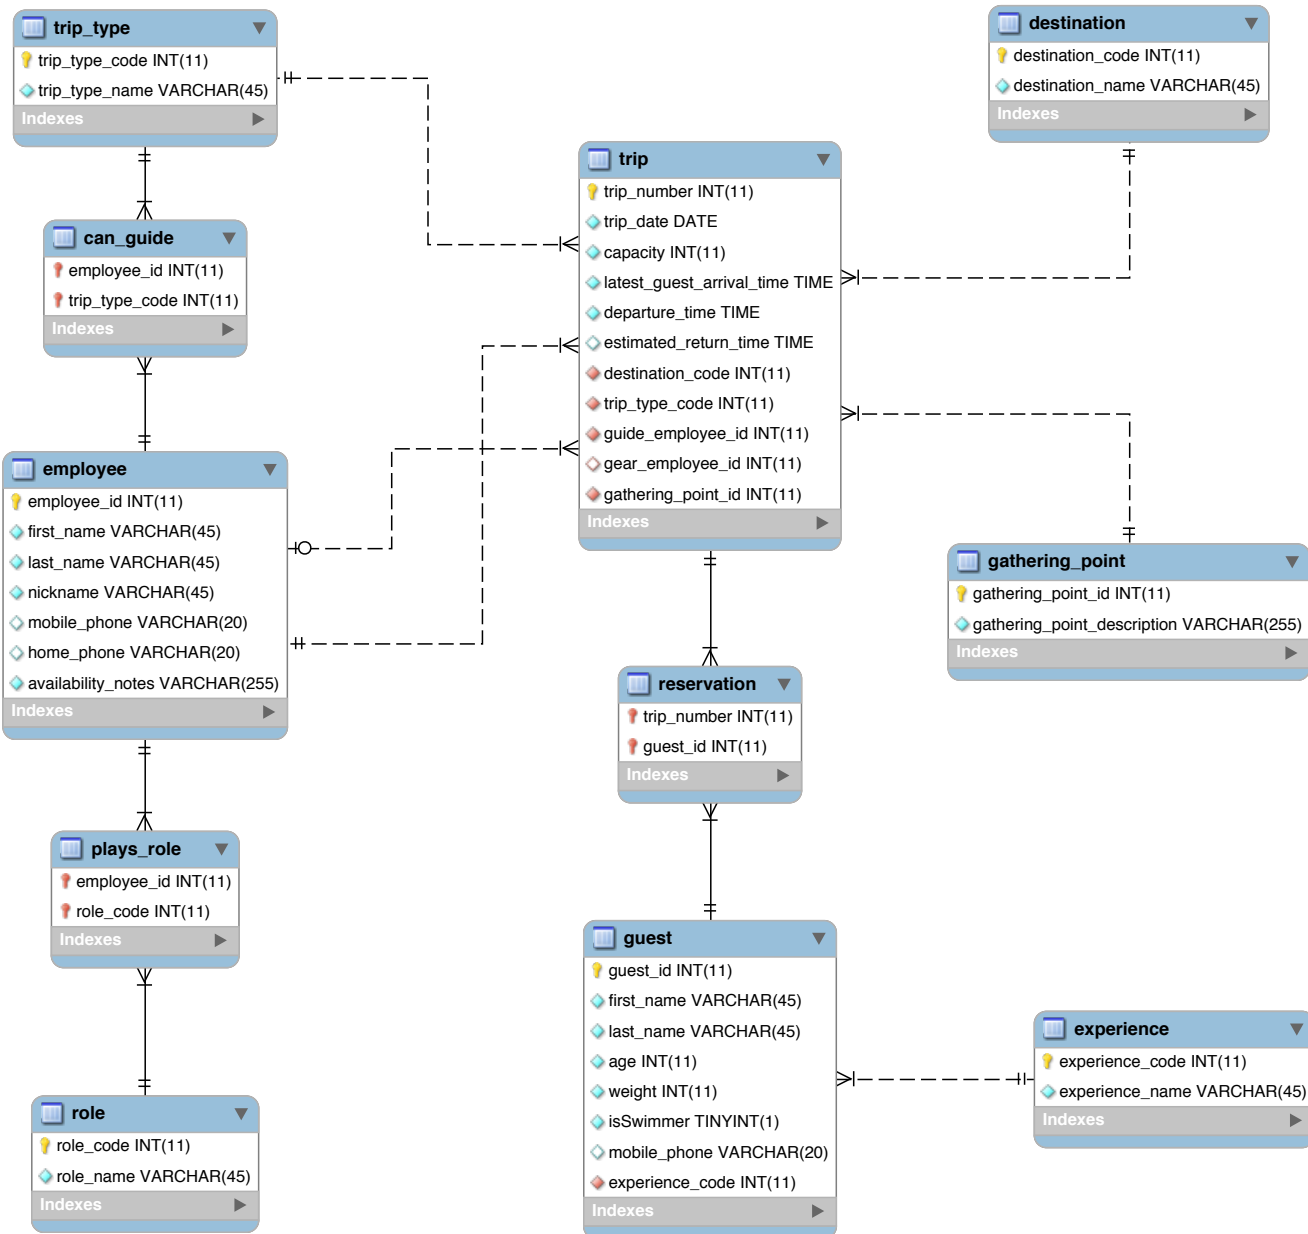 trip_type
trip_type_code INT(11)
trip_type_name VARCHAR(45)
Indexes
destination
destination_code INT(11)
destination_name VARCHAR(45)
Indexes
trip
trip_number INT(11)
trip_date DATE
capacity INT(11)
latest_guest_arrival_time TIME
departure_time TIME
estimated_return_time TIME
destination_code INT(11)
trip_type_code INT(11)
guide_employee_id INT(11)
gear_employee_id INT(11)
gathering_point_id INT(11)
Indexes
can_guide
employee_id INT(11)
trip_type_code INT(11)
Indexes
employee
employee_id INT(11)
first_name VARCHAR(45)
last_name VARCHAR(45)
nickname VARCHAR(45)
mobile_phone VARCHAR(20)
home_phone VARCHAR(20)
availability_notes VARCHAR(255)
Indexes
gathering_point
gathering_point_id INT(11)
gathering_point_description VARCHAR(255)
Indexes
reservation
trip_number INT(11)
guest_id INT(11)
Indexes
plays_role
employee_id INT(11)
role_code INT(11)
Indexes
guest
guest_id INT(11)
first_name VARCHAR(45)
last_name VARCHAR(45)
age INT(11)
weight INT(11)
isSwimmer TINYINT(1)
mobile_phone VARCHAR(20)
experience_code INT(11)
Indexes
experience
experience_code INT(11)
experience_name VARCHAR(45)
Indexes
role
role_code INT(11)
role_name VARCHAR(45)
Indexes